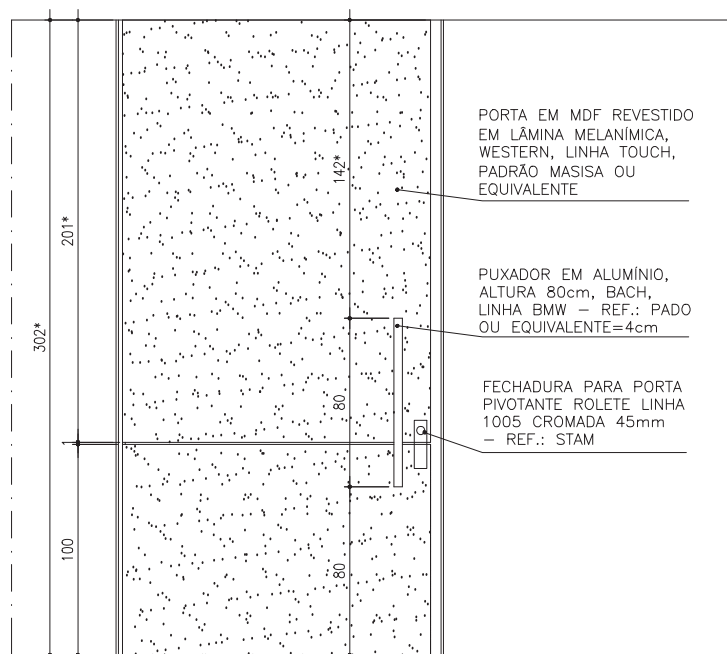 PORTA EM MDF REVESTIDO
EM LÂMINA MELANÍMICA,
WESTERN, LINHA TOUCH,
PADRÃO MASISA OU
EQUIVALENTE
142*
201*
302*
PUXADOR EM ALUMÍNIO,
ALTURA 80cm, BACH,
LINHA BMW – REF.: PADO
OU EQUIVALENTE=4cm
80
FECHADURA PARA PORTA
PIVOTANTE ROLETE LINHA
1005 CROMADA 45mm
– REF.: STAM
1
100
80